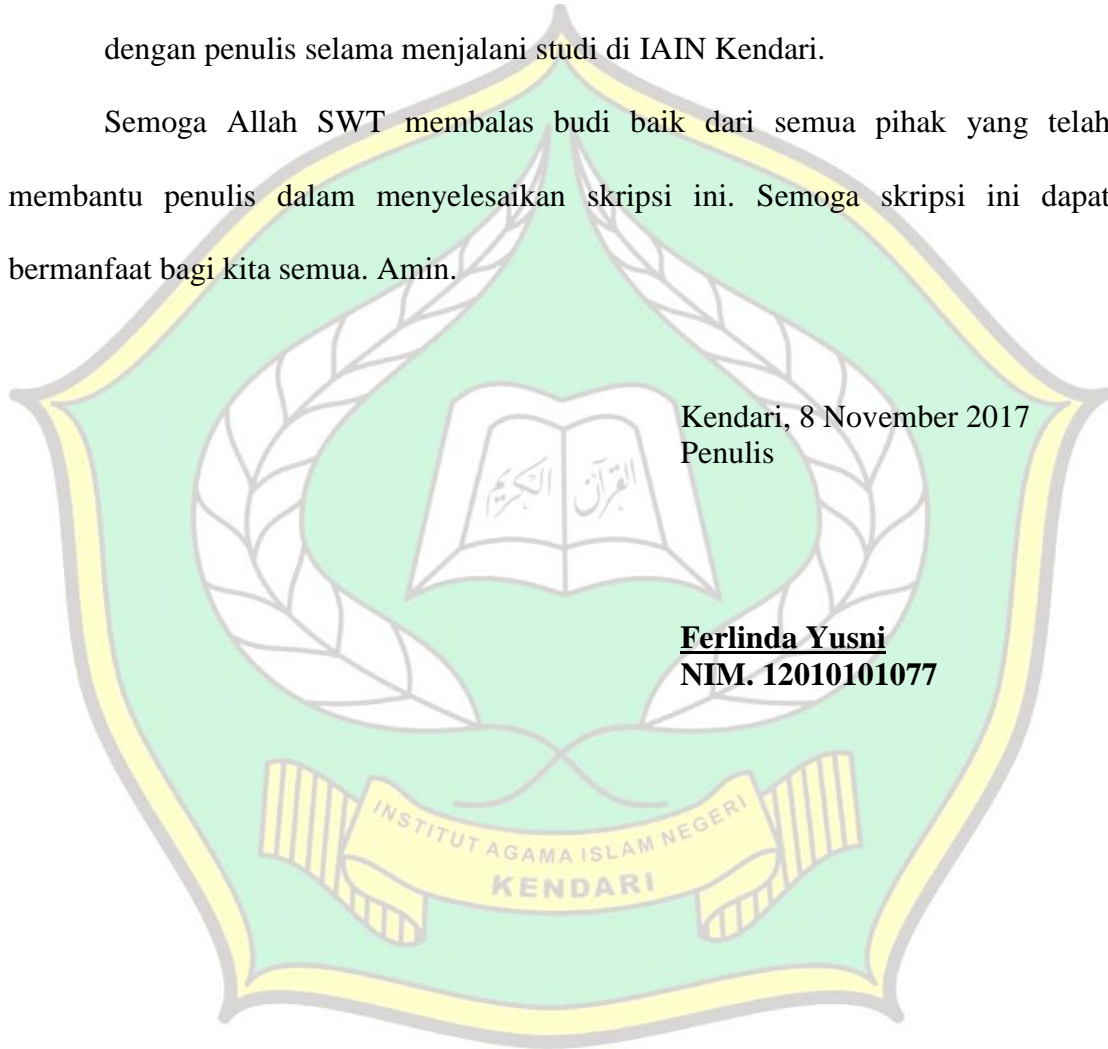 dengan penulis selama menjalani studi di IAIN Kendari.
Semoga Allah SWT membalas budi baik dari semua pihak yang telah
membantu penulis dalam menyelesaikan skripsi ini. Semoga skripsi ini dapat
bermanfaat bagi kita semua. Amin.
Kendari, 8 November 2017
Penulis
القرآن الكريم
Ferlinda Yusni
NIM. 12010101077
INSTITUT AGAMA ISLAM NEGERI
KENDARI